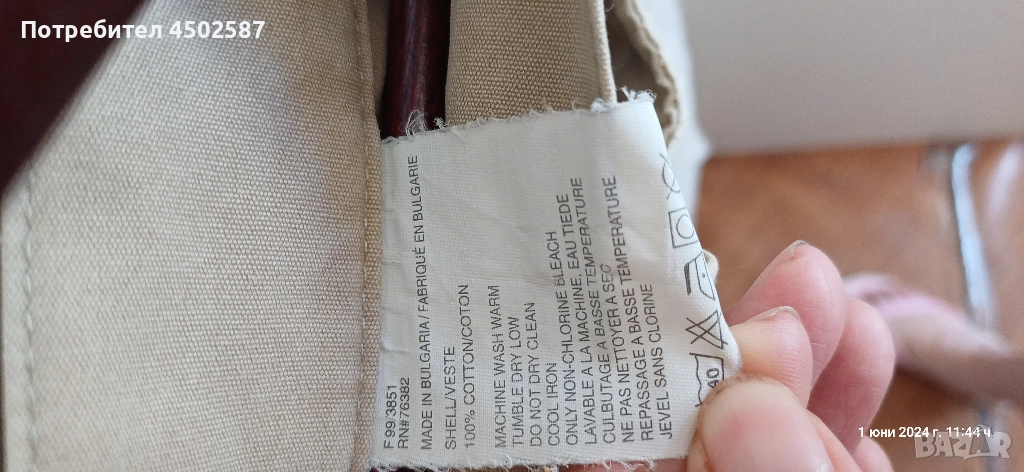 Потребител 4502587
F 99/3851
RN#76382
MADE IN BULGARIA / FABRIQUÉ EN BULGARIE
SHELL/VESTE
100% COTTON/COTON
MACHINE WASH WARM
TUMBLE DRY LOW
DO NOT DRY CLEAN
COOL IRON
ONLY NON-CHLORINE BLEACH
LAVABLE A LA MACHINE, EAU TIEDE
CULBUTAGE A BASSE TEMPERATURE
NE PAS NETTOYER A SEC
REPASSAGE A BASSE TEMPERATURE
JEVEL SANS CLORINE
40
1 юни 2024 г. 11:44 ч.
BAZAR